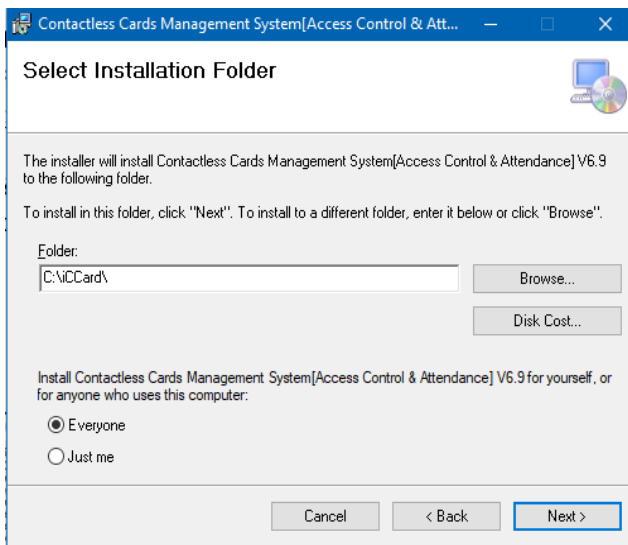 Contactless Cards Management System[Access Control & Att...
Select Installation Folder
The installer will install Contactless Cards Management System[Access Control & Attendance] V6.9
to the following folder.
To install in this folder, click "Next". To install to a different folder, enter it below or click "Browse".
Folder:
C:\iCCard\
Browse...
Disk Cost...
Install Contactless Cards Management System[Access Control & Attendance] V6.9 for yourself, or
for anyone who uses this computer:
Everyone
Just me
Cancel
< Back
Next >